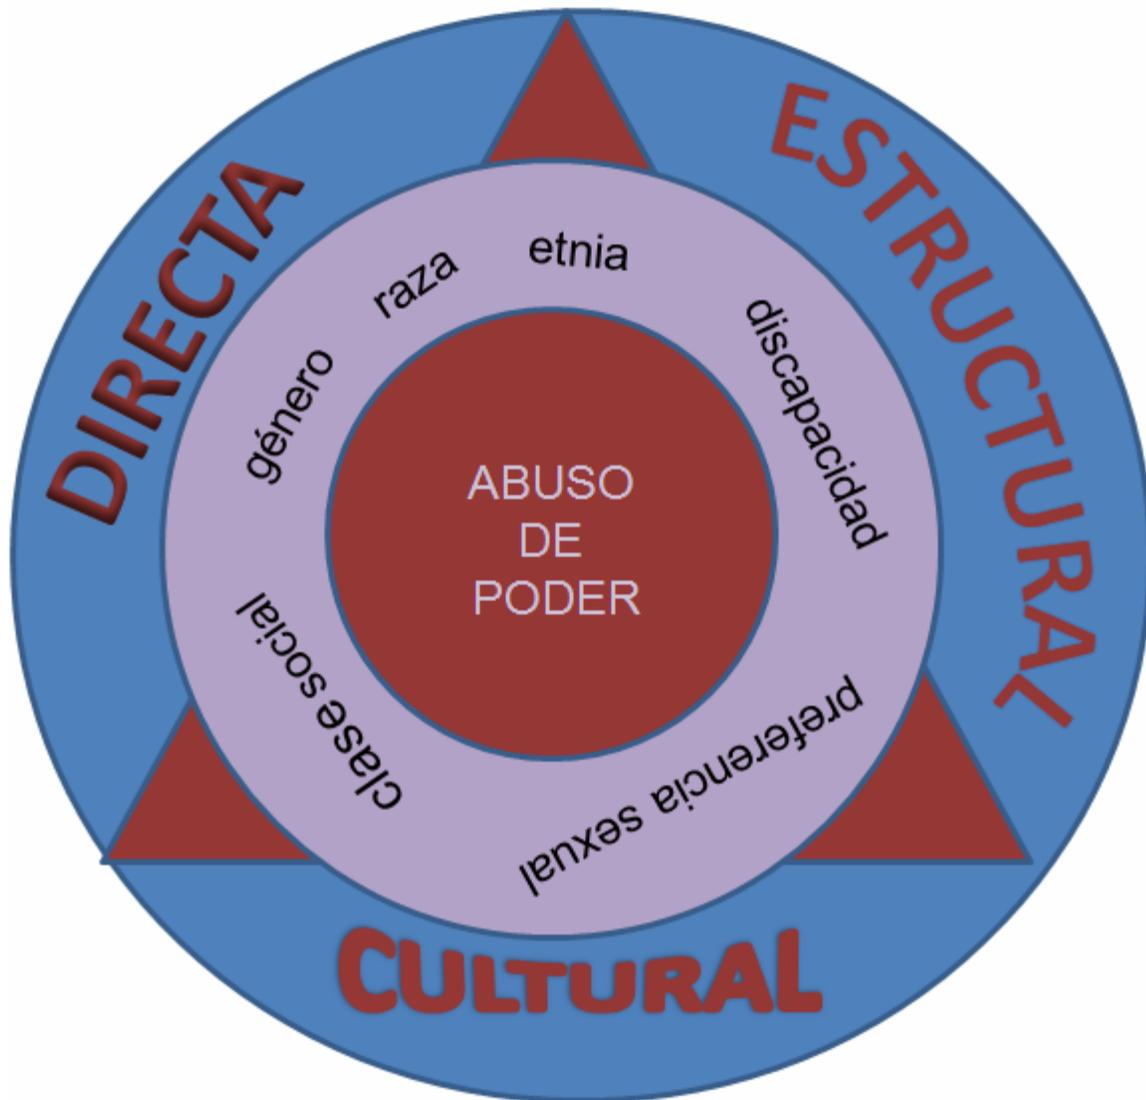 DIRECTA
ESTRUCTURAL
CULTURAL
género
raza
etnia
discapacidad
preferencia sexual
clase social
ABUSO
DE
PODER